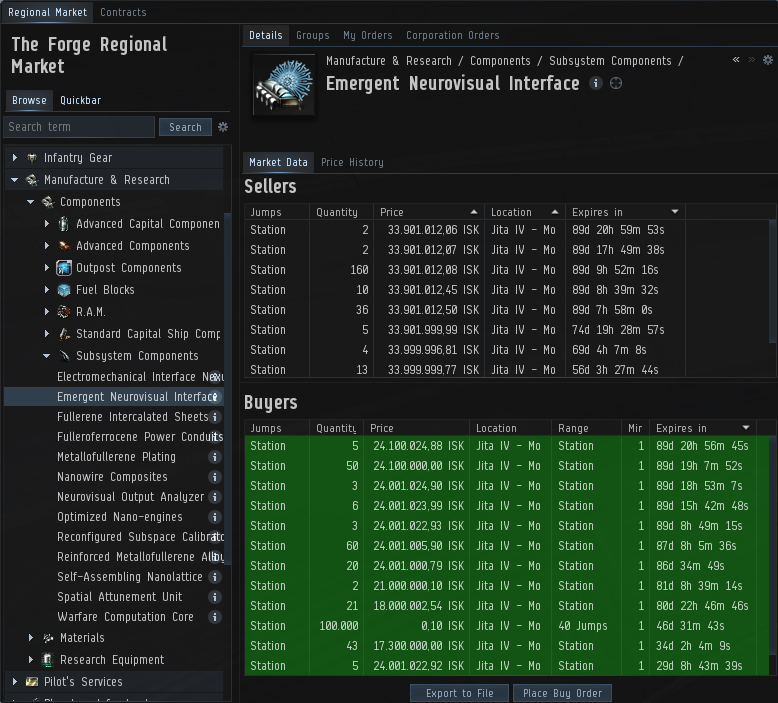 Regional Market Contracts
The Forge Regional
Market
Browse Quickbar
Search term Search
Infantry Gear
Manufacture & Research
Components
Advanced Capital Componen
Advanced Components
Outpost Components
Fuel Blocks
R.A.M.
Standard Capital Ship Comp
Subsystem Components
Electromechanical Interface Nexu
Emergent Neurovisual Interface
Fullerene Intercalated Sheets
Fulleroferrocene Power Conduits
Metallofullerene Plating
Nanowire Composites
Neurovisual Output Analyzer
Optimized Nano-engines
Reconfigured Subspace Calibrato
Reinforced Metallofullerene Alloy
Self-Assembling Nanolattice
Spatial Attunement Unit
Warfare Computation Core
Materials
Research Equipment
Pilot's Services
Details Groups My Orders Corporation Orders
Manufacture & Research / Components / Subsystem Components /
Emergent Neurovisual Interface
Market Data Price History
Sellers
Jumps Quantity Price Location Expires in
Station 2 33.901.012,06 ISK Jita IV - Mo 89d 20h 59m 53s
Station 2 33.901.012,07 ISK Jita IV - Mo 89d 17h 49m 38s
Station 160 33.901.012,08 ISK Jita IV - Mo 89d 9h 52m 16s
Station 10 33.901.012,45 ISK Jita IV - Mo 89d 8h 39m 32s
Station 36 33.901.012,50 ISK Jita IV - Mo 89d 7h 58m 0s
Station 5 33.901.999,99 ISK Jita IV - Mo 74d 19h 28m 57s
Station 4 33.999.996,81 ISK Jita IV - Mo 69d 4h 7m 8s
Station 13 33.999.999,77 ISK Jita IV - Mo 56d 3h 27m 44s
Buyers
Jumps Quantity Price Location Range Mir Expires in
Station 5 24.100.024,88 ISK Jita IV - Mo Station 1 89d 20h 56m 45s
Station 50 24.100.000,00 ISK Jita IV - Mo Station 1 89d 19h 7m 52s
Station 3 24.001.024,90 ISK Jita IV - Mo Station 1 89d 18h 53m 7s
Station 6 24.001.023,99 ISK Jita IV - Mo Station 1 89d 15h 42m 48s
Station 3 24.001.022,93 ISK Jita IV - Mo Station 1 89d 8h 49m 15s
Station 60 24.001.005,90 ISK Jita IV - Mo Station 1 87d 8h 5m 36s
Station 20 24.001.000,79 ISK Jita IV - Mo Station 1 86d 34m 49s
Station 2 21.000.000,10 ISK Jita IV - Mo Station 1 81d 8h 39m 14s
Station 21 18.000.002,54 ISK Jita IV - Mo Station 1 80d 22h 46m 46s
Station 100.000 0,10 ISK Jita IV - Mo 40 Jumps 1 46d 31m 43s
Station 43 17.300.000,00 ISK Jita IV - Mo Station 1 34d 2h 4m 9s
Station 5 24.001.022,92 ISK Jita IV - Mo Station 1 29d 8h 43m 39s
Export to File Place Buy Order